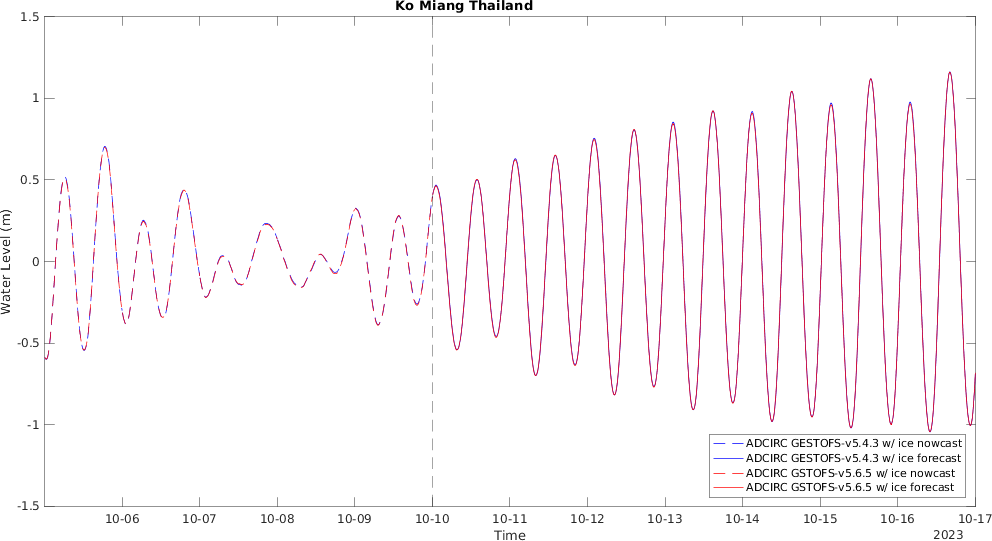 Ko Miang Thailand
1.5
1
0.5
0
-0.5
-1
-1.5
Water Level (m)
ADCIRC GESTOFS-v5.4.3 w/ ice nowcast
ADCIRC GESTOFS-v5.4.3 w/ ice forecast
ADCIRC GSTOFS-v5.6.5 w/ ice nowcast
ADCIRC GSTOFS-v5.6.5 w/ ice forecast
10-06 10-07 10-08 10-09 10-10 10-11 10-12 10-13 10-14 10-15 10-16 10-17
Time
2023